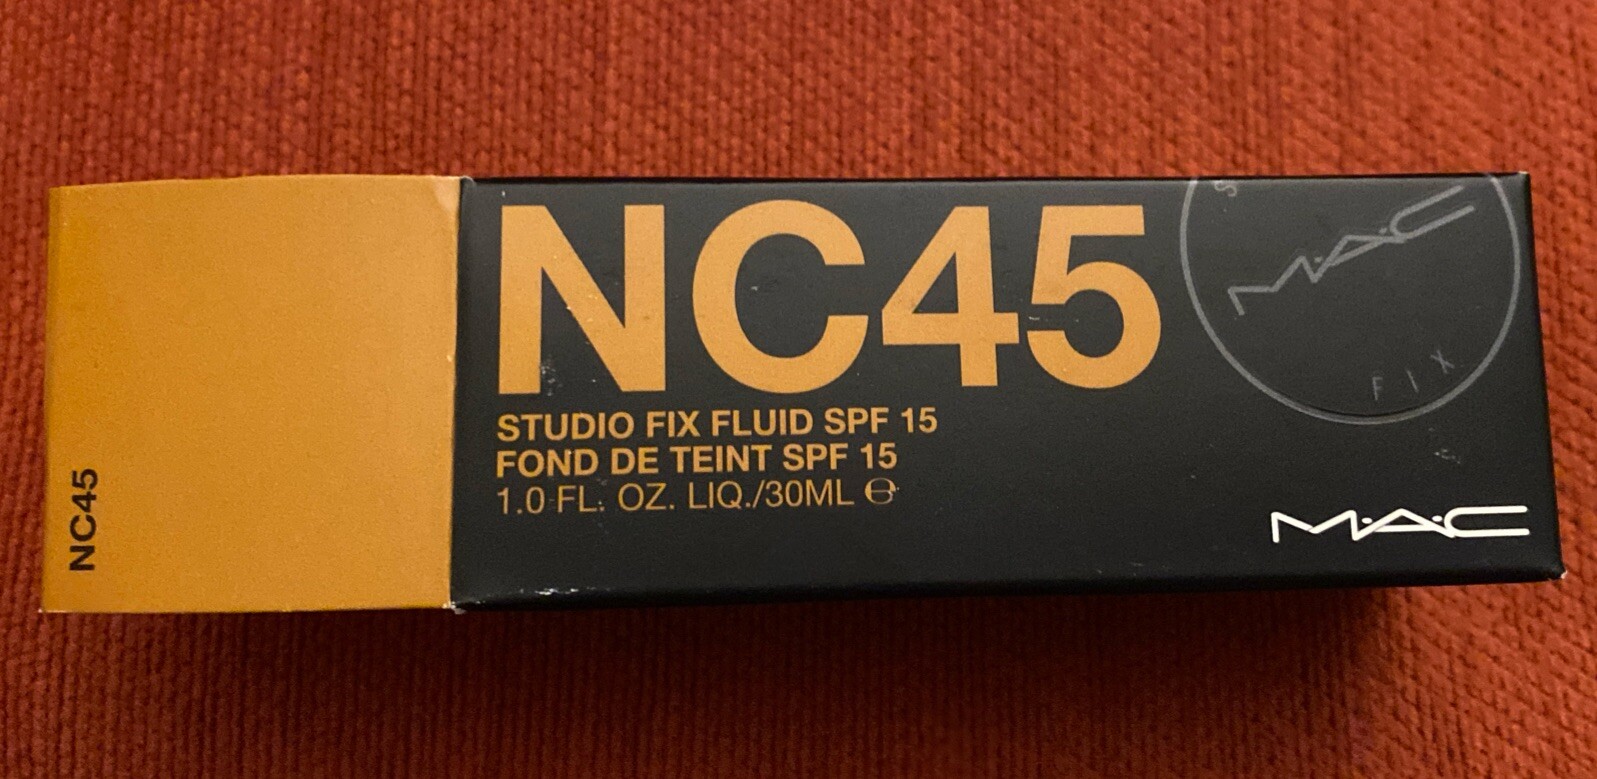 NC45
NC45
STUDIO FIX FLUID SPF 15
FOND DE TEINT SPF 15
1.0 FL. OZ. LIQ./30ML ℮
S
M·A·C
FIX
M·A·C